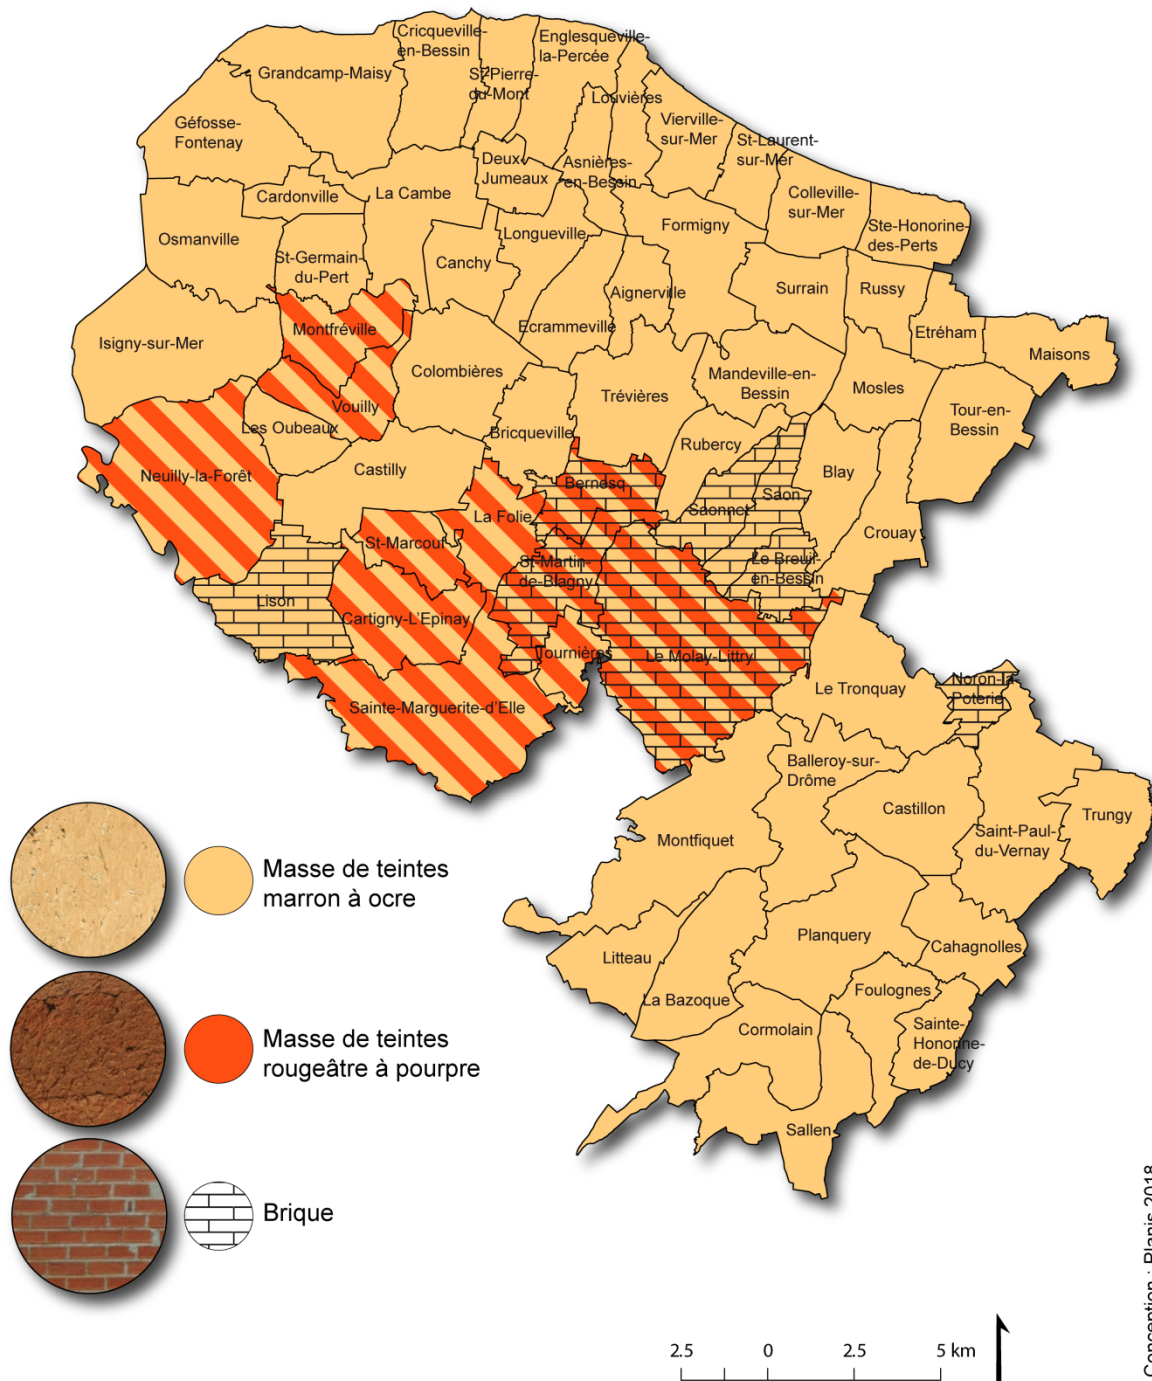 Cricqueville-
en-Bessin
Englesqueville-
la-Percée
Grandcamp-Maisy
St-Pierre-
du-Mont
Louvières
Géfosse-
Fontenay
Vierville-
sur-Mer
St-Laurent-
sur-Mer
Deux-
Jumeaux
Asnières-
en-Bessin
Cardonville
La Cambe
Colleville-
sur-Mer
Osmanville
Longueville
Formigny
Ste-Honorine-
des-Perts
St-Germain-
du-Pert
Canchy
Aignerville
Surrain
Russy
Isigny-sur-Mer
Montfréville
Ecrammeville
Etréham
Maisons
Colombières
Mandeville-en-
Bessin
Mosles
Trévières
Vouilly
Tour-en-
Bessin
Les Oubeaux
Bricqueville
Rubercy
Castilly
Blay
Neuilly-la-Forêt
Bernesq
Saon
Saonnet
La Folie
Crouay
St-Marcouf
St-Martin-
de-Blagny
Le Breuil-
en-Bessin
Lison
Cartigny-L'Epinay
Tournières
Le Molay-Littry
Le Tronquay
Noron-la-
Poterie
Sainte-Marguerite-d'Elle
Balleroy-sur-
Drôme
Castillon
Trungy
Montfiquet
Saint-Paul-
du-Vernay
Planquery
Cahagnolles
Litteau
La Bazoque
Foulognes
Cormolain
Sainte-
Honorine-
de-Ducy
Sallen
Masse de teintes
marron à ocre
Masse de teintes
rougeâtre à pourpre
Brique
2.5 0 2.5 5 km
Conception : Planis 2018